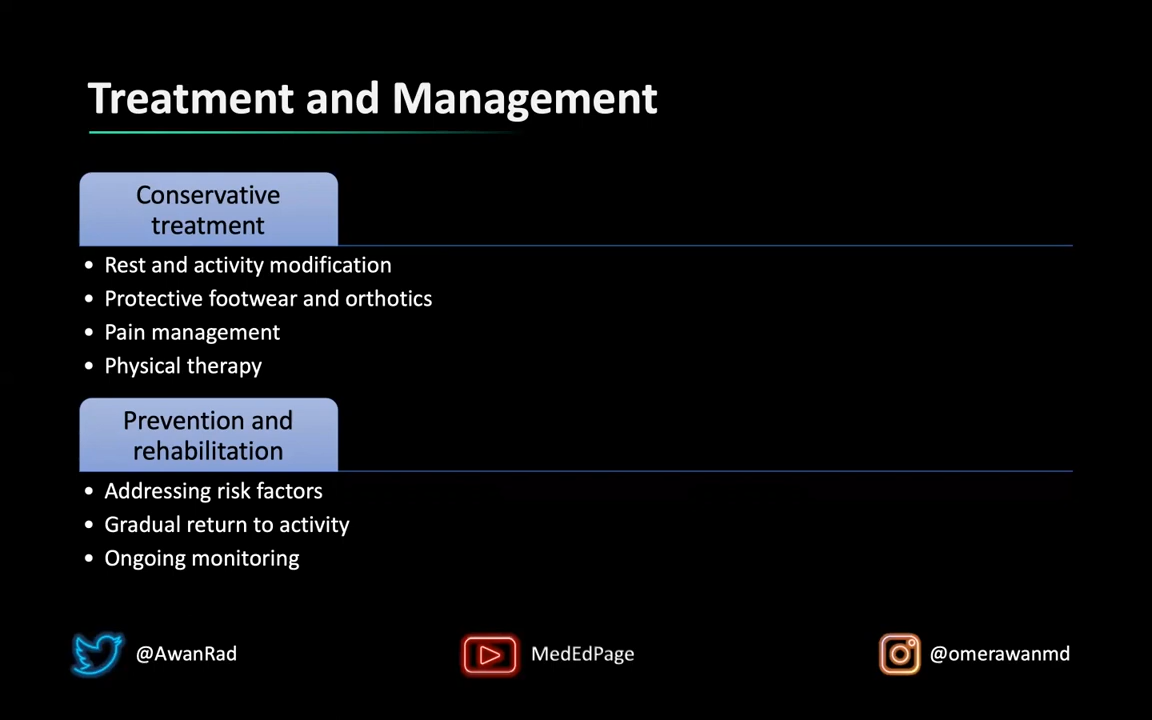 Treatment and Management
Conservative
treatment
• Rest and activity modification
• Protective footwear and orthotics
• Pain management
• Physical therapy
Prevention and
rehabilitation
• Addressing risk factors
• Gradual return to activity
• Ongoing monitoring
@AwanRad
MedEdPage
@omerawanmd